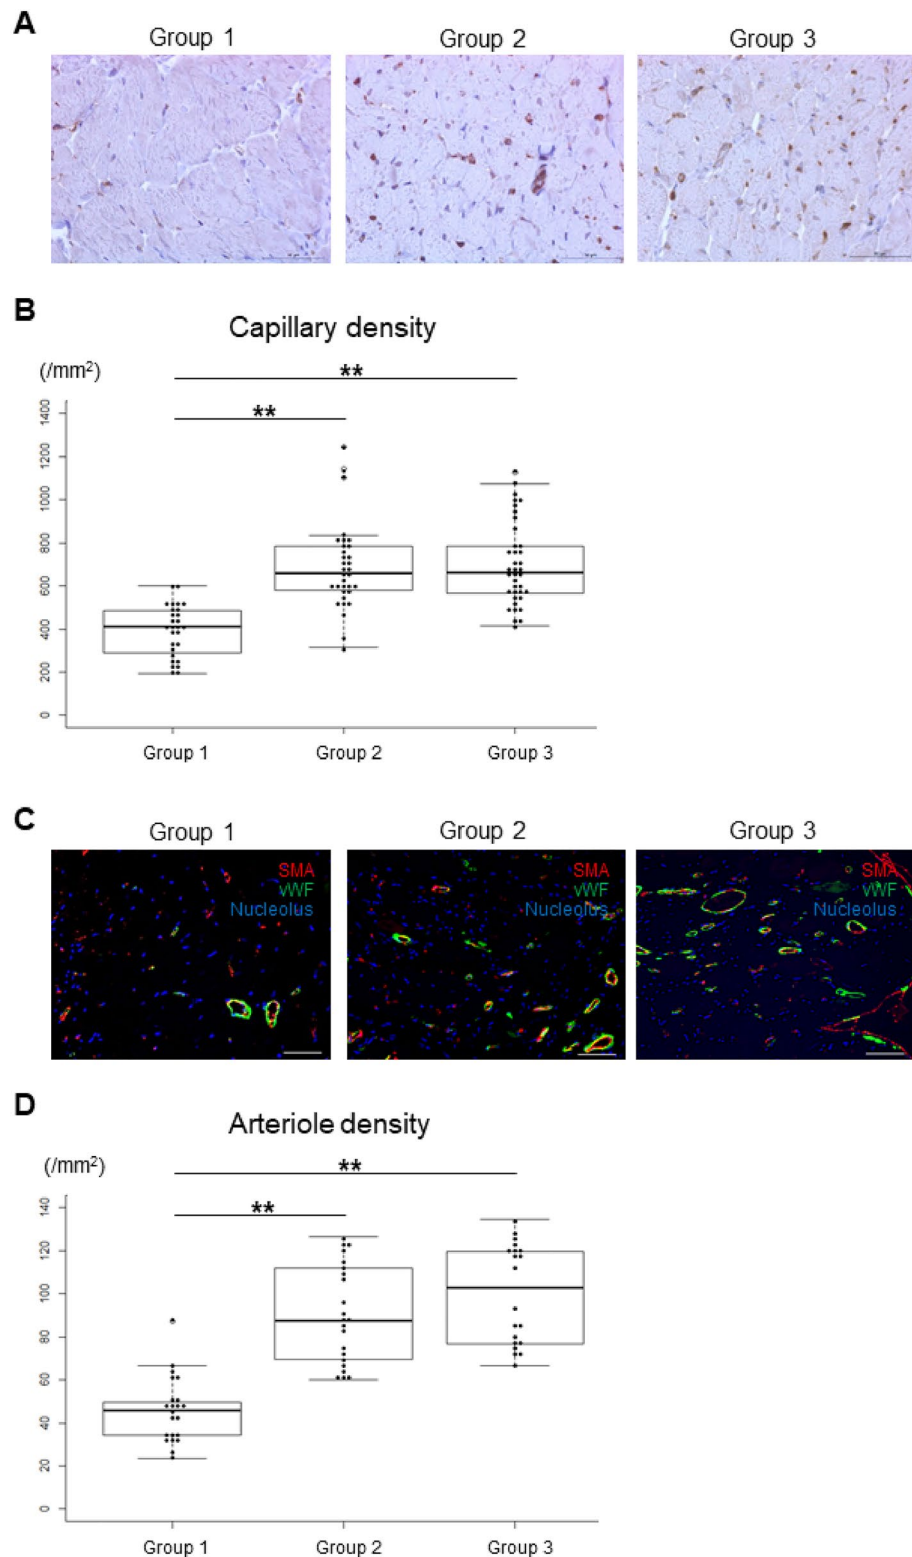 A
Group 1 Group 2 Group 3
B
Capillary density
(/mm²)
**
**
1400
1200
1000
800
600
400
200
0
Group 1 Group 2 Group 3
C
Group 1 Group 2 Group 3
SMA SMA SMA
vWF vWF vWF
Nucleolus Nucleolus Nucleolus
D
Arteriole density
(/mm²)
**
**
140
120
100
80
60
40
20
0
Group 1 Group 2 Group 3